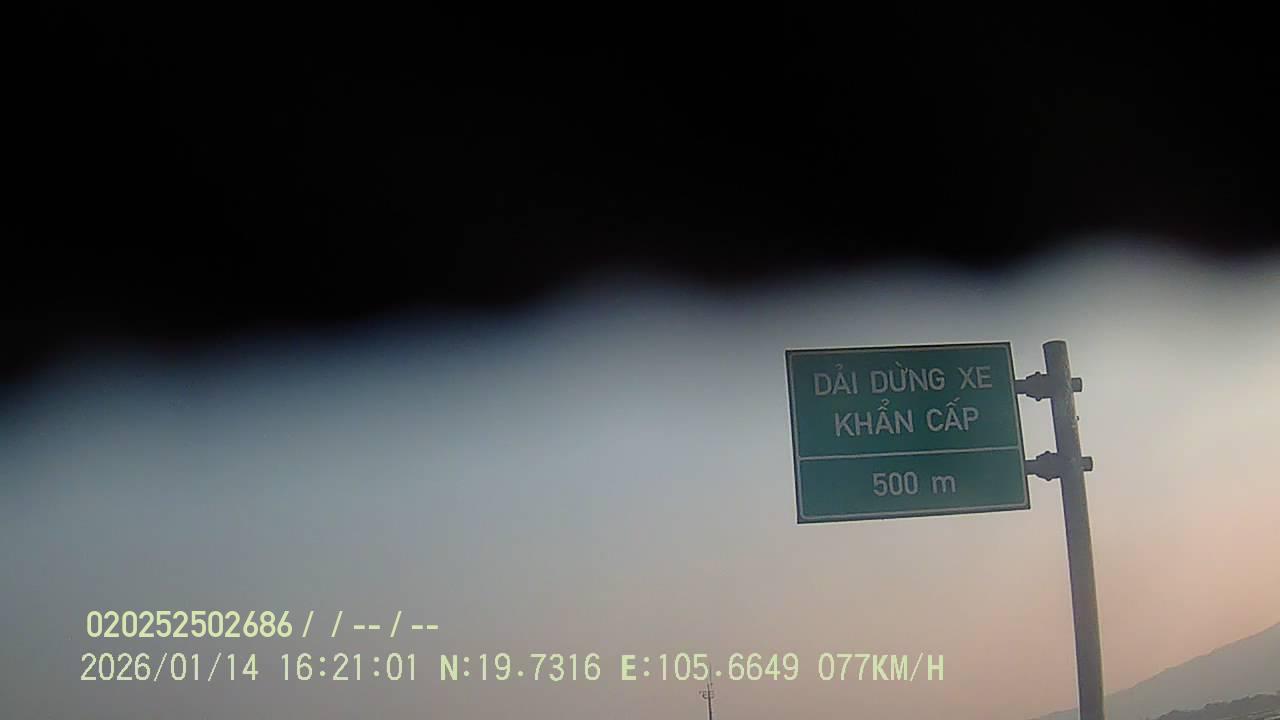 DẢI DỪNG XE
KHẨN CẤP
500 m
020252502686 / / -- / --
2026/01/14 16:21:01 N:19.7316 E:105.6649 077KM/H